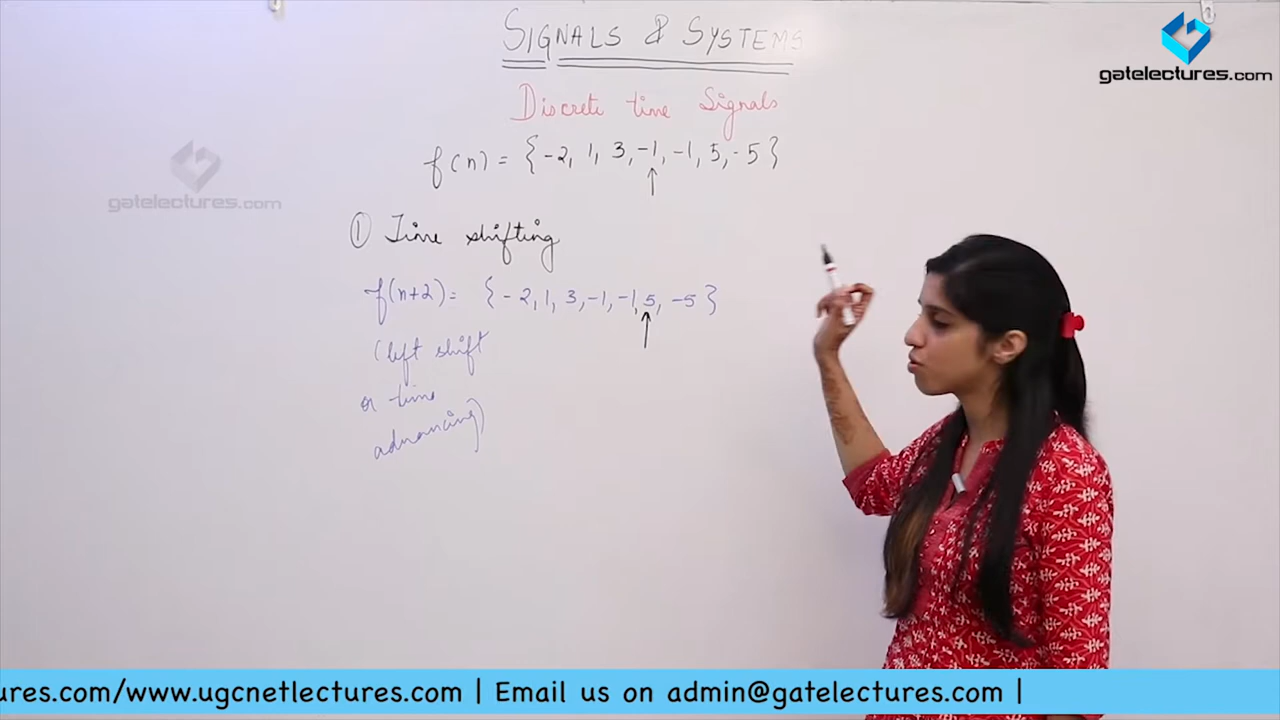 SIGNALS & SYSTEMS
gatelectures.com
Discrete time Signals
f(n) = {-2, 1, 3, -1, -1, 5, -5}
↑
gatelectures.com
① Time shifting
f(n+2) = {-2, 1, 3, -1, -1, 5, -5}
↑
(left shift
or time
advancing)
ures.com/www.ugcnetlectures.com | Email us on admin@gatelectures.com |